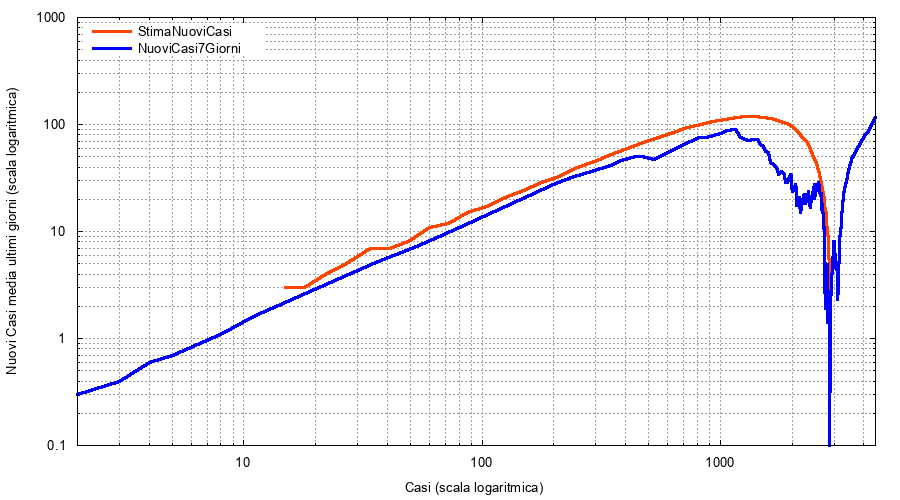 1000
StimaNuoviCasi
NuoviCasi7Giorni
100
10
1
0.1
Nuovi Casi media ultimi giorni (scala logaritmica)
10 100 1000
Casi (scala logaritmica)